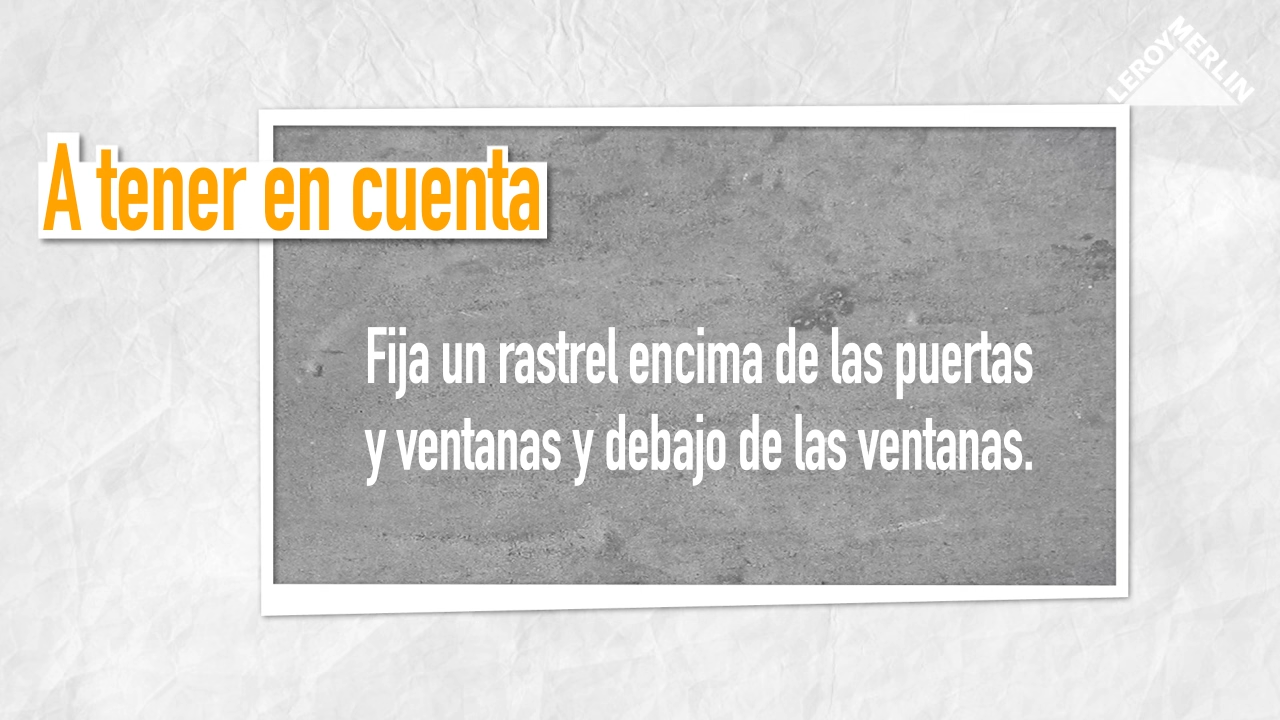 LEROY MERLIN
A tener en cuenta
Fija un rastrel encima de las puertas
y ventanas y debajo de las ventanas.